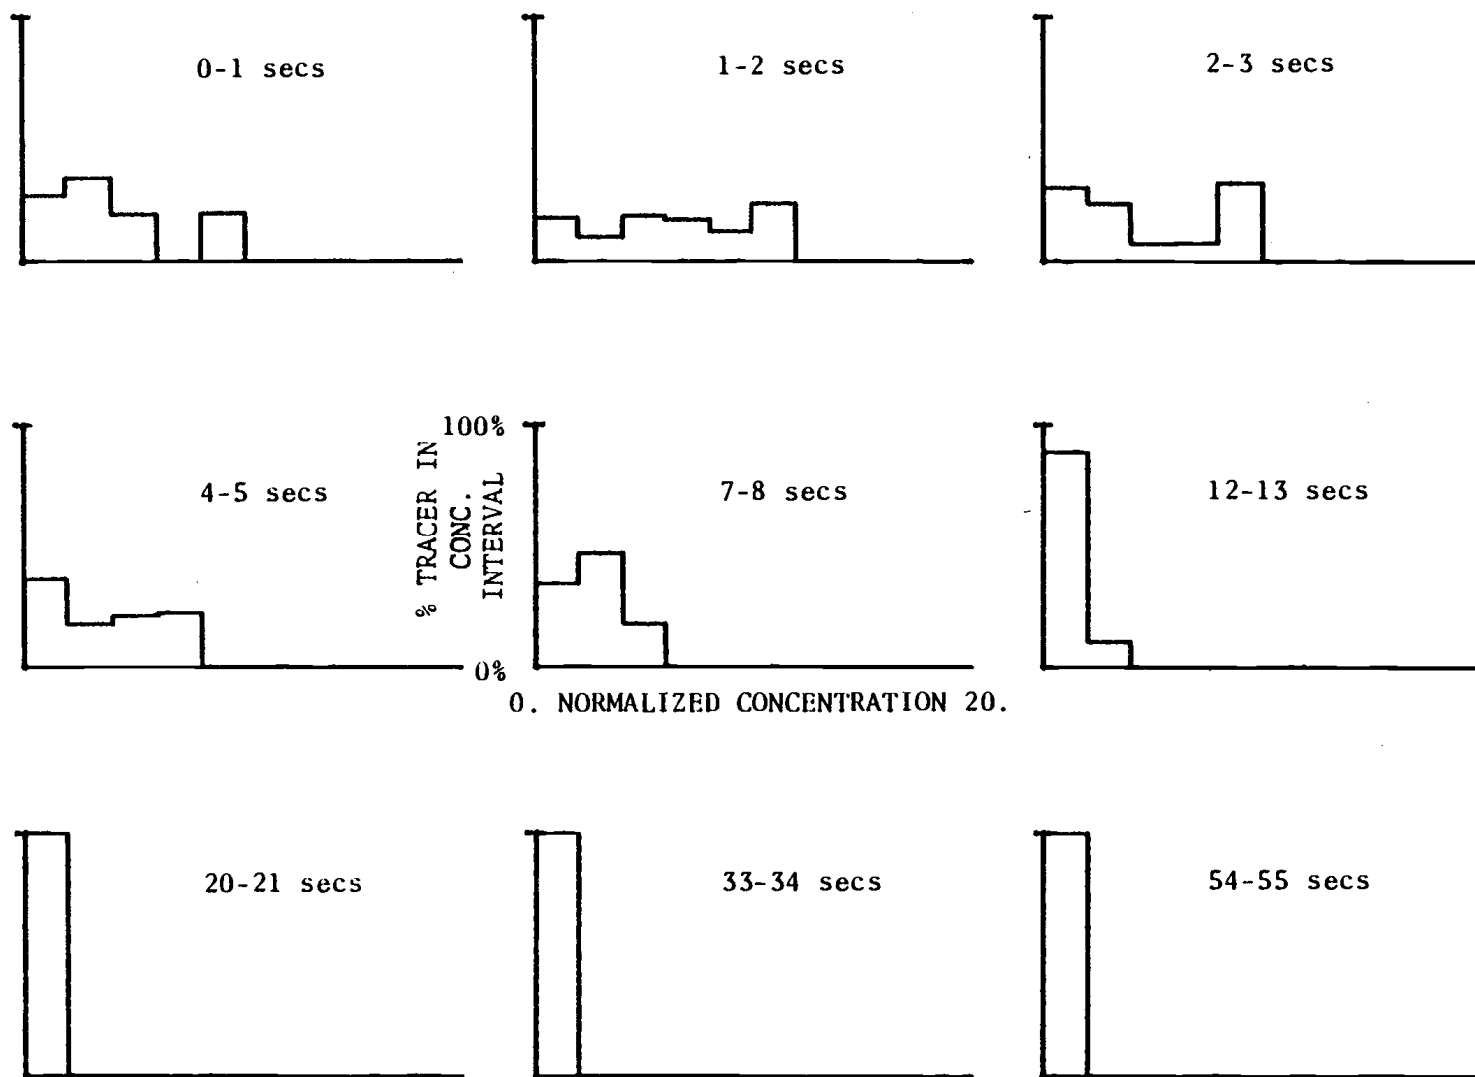 0-1 secs
1-2 secs
2-3 secs
4-5 secs
% TRACER IN
CONC.
INTERVAL
100%
0%
7-8 secs
12-13 secs
0. NORMALIZED CONCENTRATION 20.
20-21 secs
33-34 secs
54-55 secs